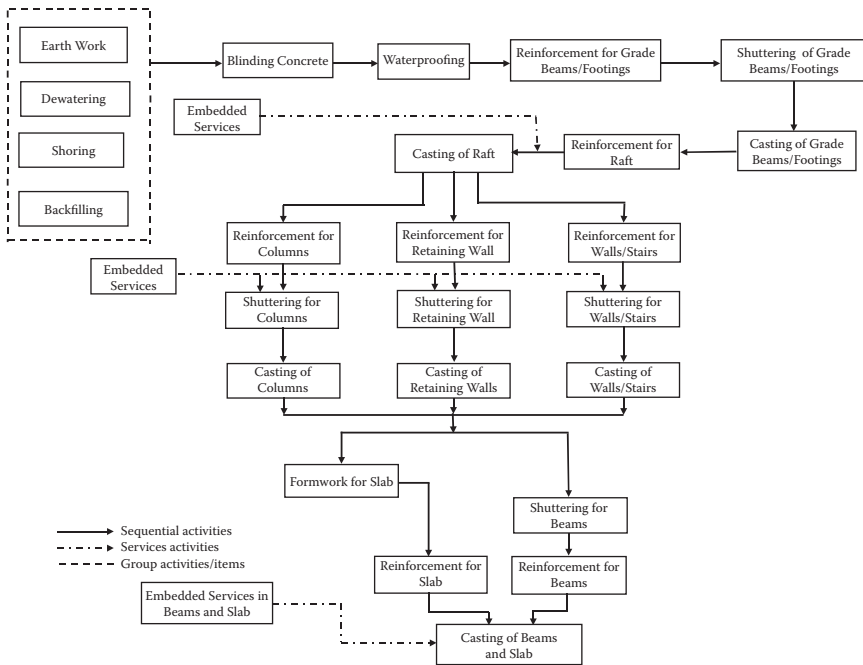 Earth Work
Dewatering
Shoring
Backfilling
Blinding Concrete
Waterproofing
Reinforcement for Grade
Beams/Footings
Shuttering of Grade
Beams/Footings
Embedded
Services
Casting of Raft
Reinforcement for
Raft
Casting of Grade
Beams/Footings
Reinforcement for
Columns
Reinforcement for
Retaining Wall
Reinforcement for
Walls/Stairs
Embedded
Services
Shuttering for
Columns
Shuttering for
Retaining Wall
Shuttering for
Walls/Stairs
Casting of
Columns
Casting of
Retaining Walls
Casting of
Walls/Stairs
Formwork for Slab
Shuttering for
Beams
Sequential activities
Services activities
Group activities/items
Reinforcement for
Slab
Reinforcement for
Beams
Embedded Services in
Beams and Slab
Casting of Beams
and Slab